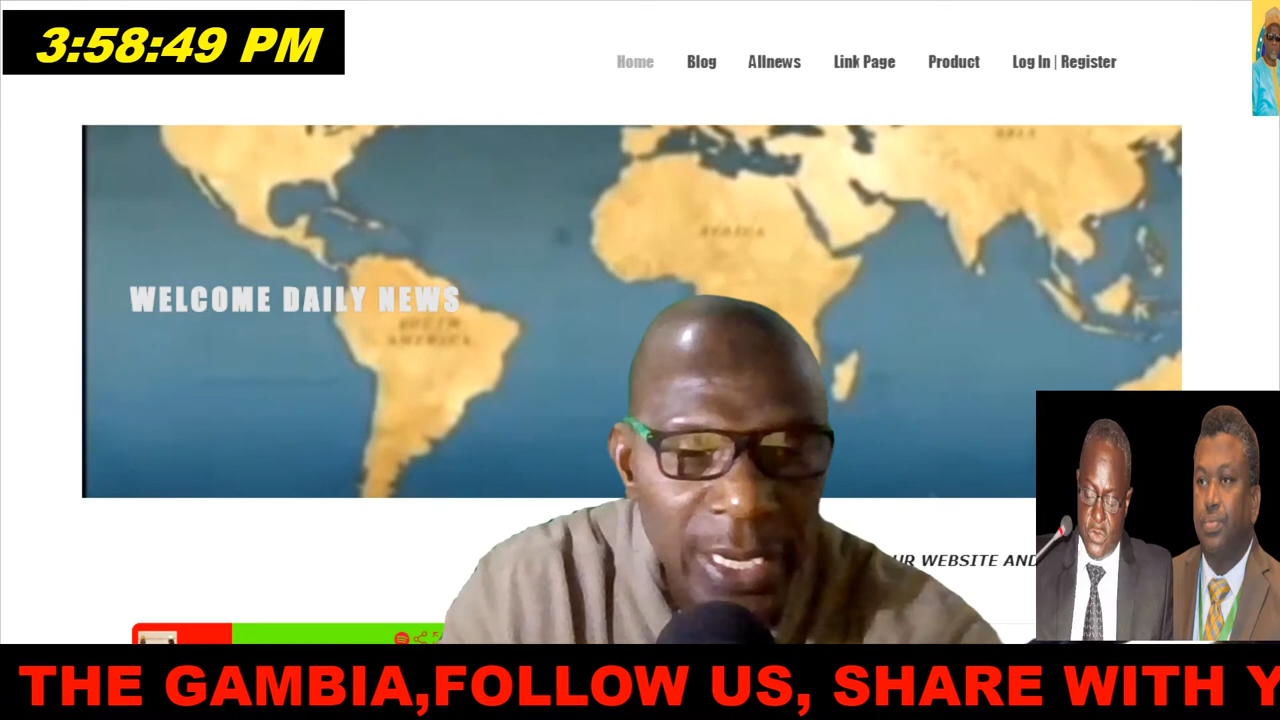 3:58:49 PM
Home Blog Allnews Link Page Product Log In | Register
AFRICA
WELCOME DAILY NEWS
SOUTH
AMERICA
UR WEBSITE AND
THE GAMBIA,FOLLOW US, SHARE WITH Y